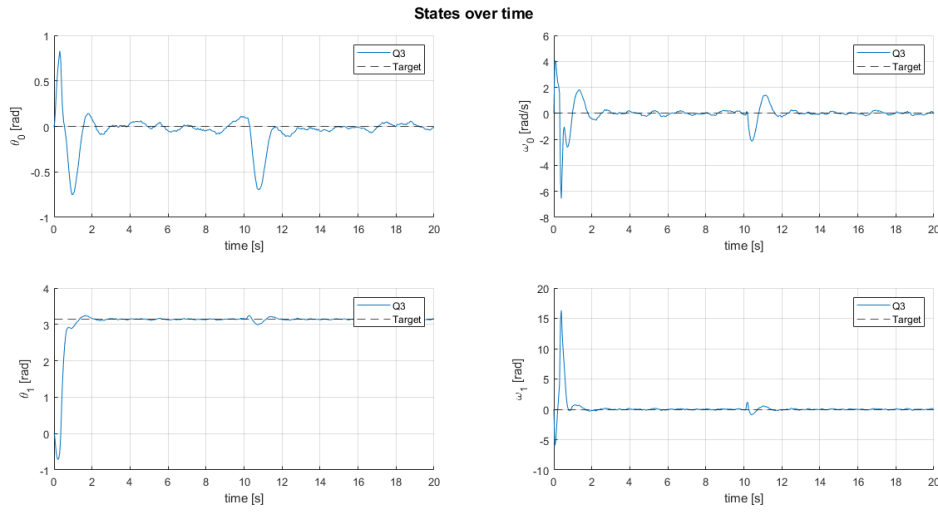 States over time
1
0.5
0
-0.5
-1
θ₀ [rad]
0 2 4 6 8 10 12 14 16 18 20
time [s]
Q3
Target
6
4
2
0
-2
-4
-6
-8
ω₀ [rad/s]
0 2 4 6 8 10 12 14 16 18 20
time [s]
Q3
Target
4
3
2
1
0
-1
θ₁ [rad]
0 2 4 6 8 10 12 14 16 18 20
time [s]
Q3
Target
20
15
10
5
0
-5
-10
ω₁ [rad]
0 2 4 6 8 10 12 14 16 18 20
time [s]
Q3
Target